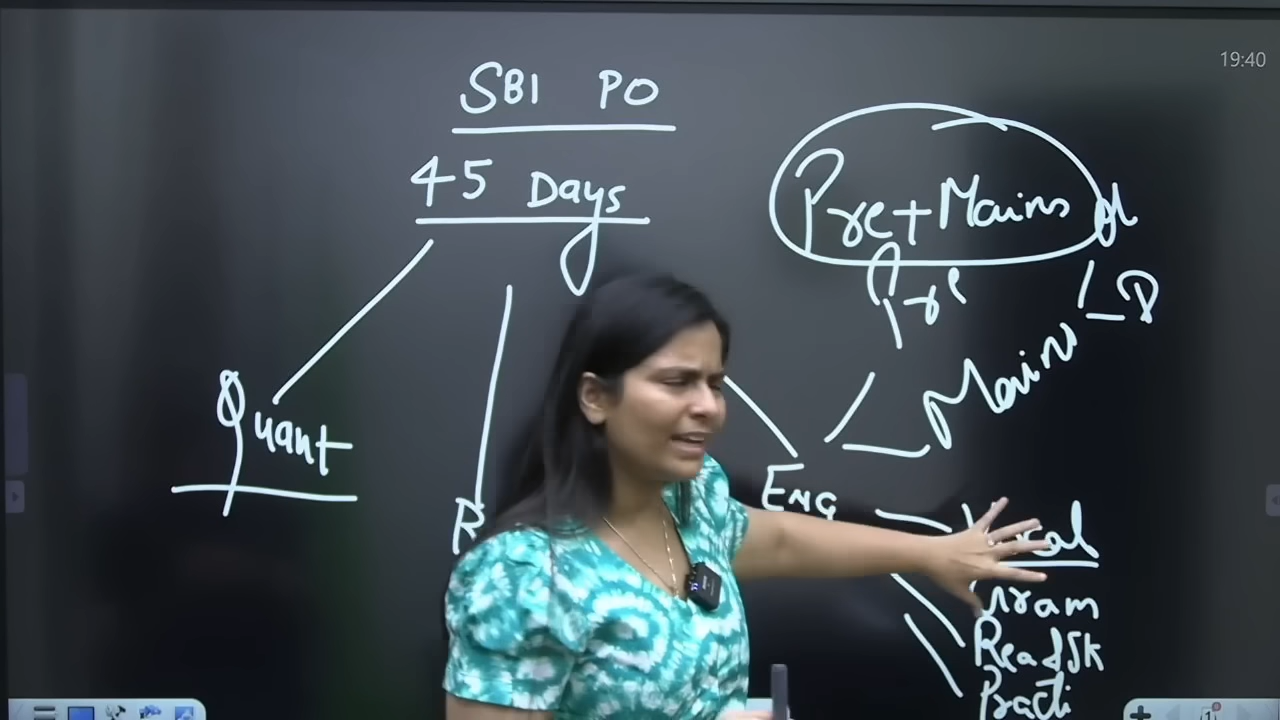 19:40
SBI PO
45 Days
Pre+Mains
Pre
Mains
Quant
Eng
Gram
Read Sk
Practi